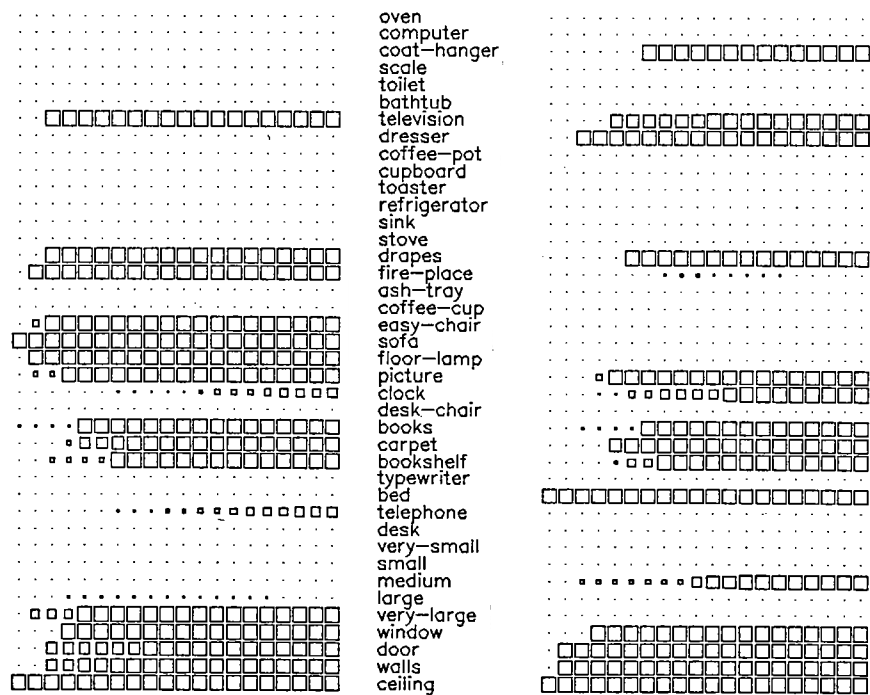 oven
computer
coat-hanger
scale
toilet
bathtub
television
dresser
coffee-pot
cupboard
toaster
refrigerator
sink
stove
drapes
fire-place
ash-tray
coffee-cup
easy-chair
sofa
floor-lamp
picture
clock
desk-chair
books
carpet
bookshelf
typewriter
bed
telephone
desk
very-small
small
medium
large
very-large
window
door
walls
ceiling